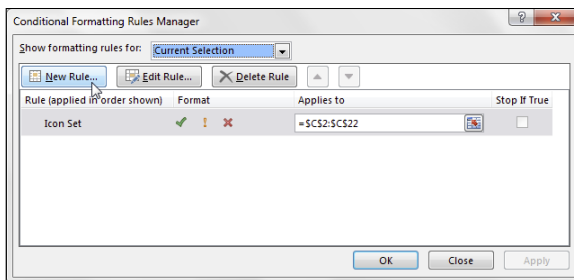 Conditional Formatting Rules Manager
Show formatting rules for: Current Selection
New Rule... Edit Rule... Delete Rule
Rule (applied in order shown) Format Applies to Stop If True
Icon Set =$C$2:$C$22
OK Close Apply